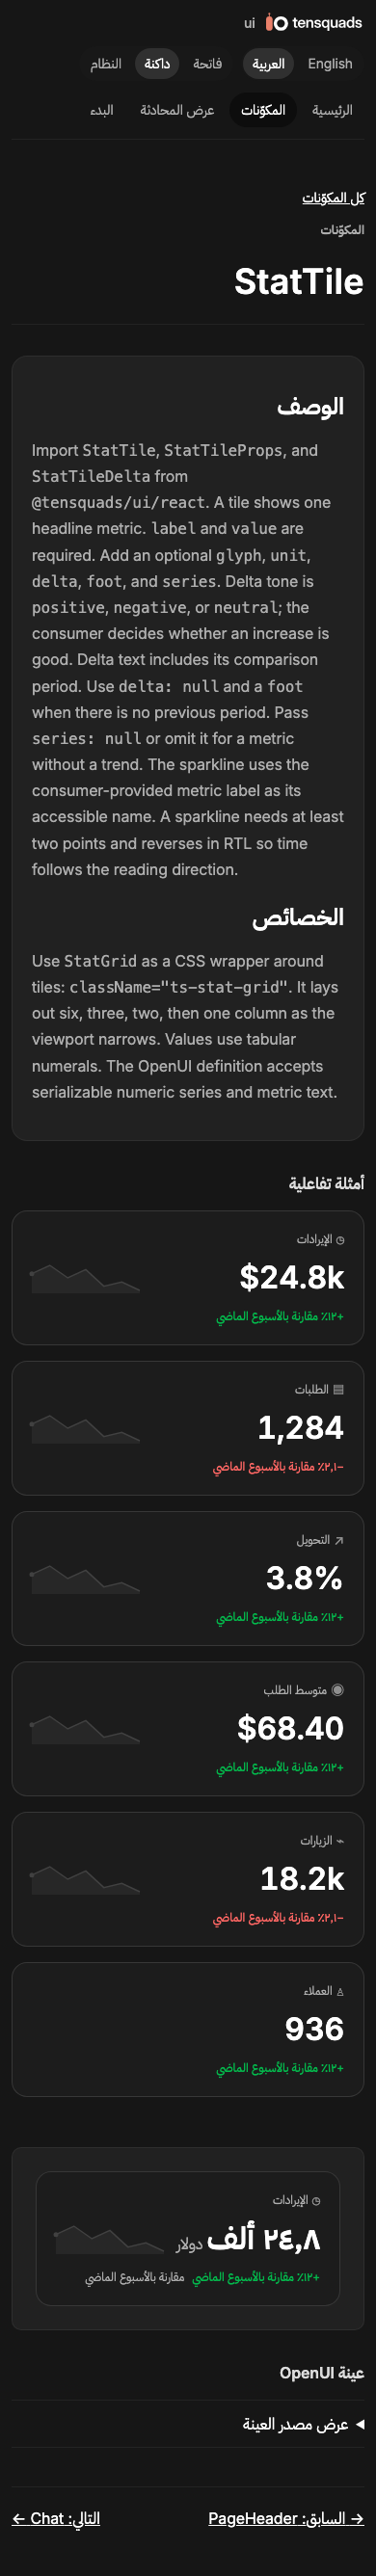 ui tensquads
English العربية فاتحة داكنة النظام
الرئيسية المكوّنات عرض المحادثة البدء
كل المكوّنات
المكوّنات
StatTile
الوصف
Import StatTile, StatTileProps, and
StatTileDelta from
@tensquads/ui/react. A tile shows one
headline metric. label and value are
required. Add an optional glyph, unit,
delta, foot, and series. Delta tone is
positive, negative, or neutral; the
consumer decides whether an increase is
good. Delta text includes its comparison
period. Use delta: null and a foot
when there is no previous period. Pass
series: null or omit it for a metric
without a trend. The sparkline uses the
consumer-provided metric label as its
accessible name. A sparkline needs at least
two points and reverses in RTL so time
follows the reading direction.
الخصائص
Use StatGrid as a CSS wrapper around
tiles: className="ts-stat-grid". It lays
out six, three, two, then one column as the
viewport narrows. Values use tabular
numerals. The OpenUI definition accepts
serializable numeric series and metric text.
أمثلة تفاعلية
◷ الإيرادات
$24.8k
+١٢٪ مقارنة بالأسبوع الماضي
▤ الطلبات
1,284
−٢,١٪ مقارنة بالأسبوع الماضي
↗ التحويل
3.8%
+١٢٪ مقارنة بالأسبوع الماضي
◉ متوسط الطلب
$68.40
+١٢٪ مقارنة بالأسبوع الماضي
⌁ الزيارات
18.2k
−٢,١٪ مقارنة بالأسبوع الماضي
♙ العملاء
936
+١٢٪ مقارنة بالأسبوع الماضي
◷ الإيرادات
٢٤,٨ ألف دولار
+١٢٪ مقارنة بالأسبوع الماضي مقارنة بالأسبوع الماضي
عينة OpenUI
عرض مصدر العينة
→ السابق: PageHeader التالي: Chat ←